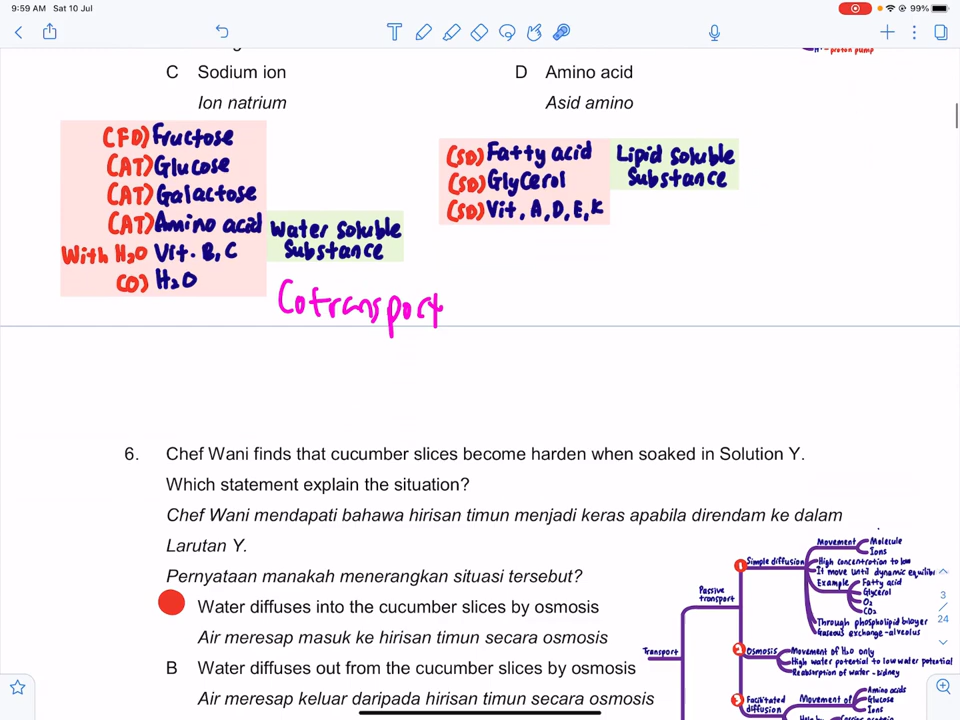 9:59 AM Sat 10 Jul
99%
H⁺ - proton pump
C Sodium ion
Ion natrium
D Amino acid
Asid amino
(FD) Fructose
(AT) Glucose
(AT) Galactose
(AT) Amino acid
With H₂O Vit. B, C
(O) H₂O
Water Soluble
Substance
(SD) Fatty acid
(SD) Glycerol
(SD) Vit, A, D, E, K
Lipid Soluble
Substance
Cotransport
6. Chef Wani finds that cucumber slices become harden when soaked in Solution Y.
Which statement explain the situation?
Chef Wani mendapati bahawa hirisan timun menjadi keras apabila direndam ke dalam
Larutan Y.
Pernyataan manakah menerangkan situasi tersebut?
Water diffuses into the cucumber slices by osmosis
Air meresap masuk ke hirisan timun secara osmosis
B Water diffuses out from the cucumber slices by osmosis
Air meresap keluar daripada hirisan timun secara osmosis
Transport
Passive
transport
1 Simple diffusion
Movement
Molecule
Ions
High concentration to low
It move until dynamic equilib
Example
Fatty acid
Glycerol
O₂
CO₂
Through phospholipid bilayer
Gaseous exchange - alveolus
2 Osmosis
Movement of H₂O only
High water potential to low water potential
Reabsorption of water - kidney
3 Facilitated
diffusion
Movement of
Amino acids
Glucose
Ions
3
/
24